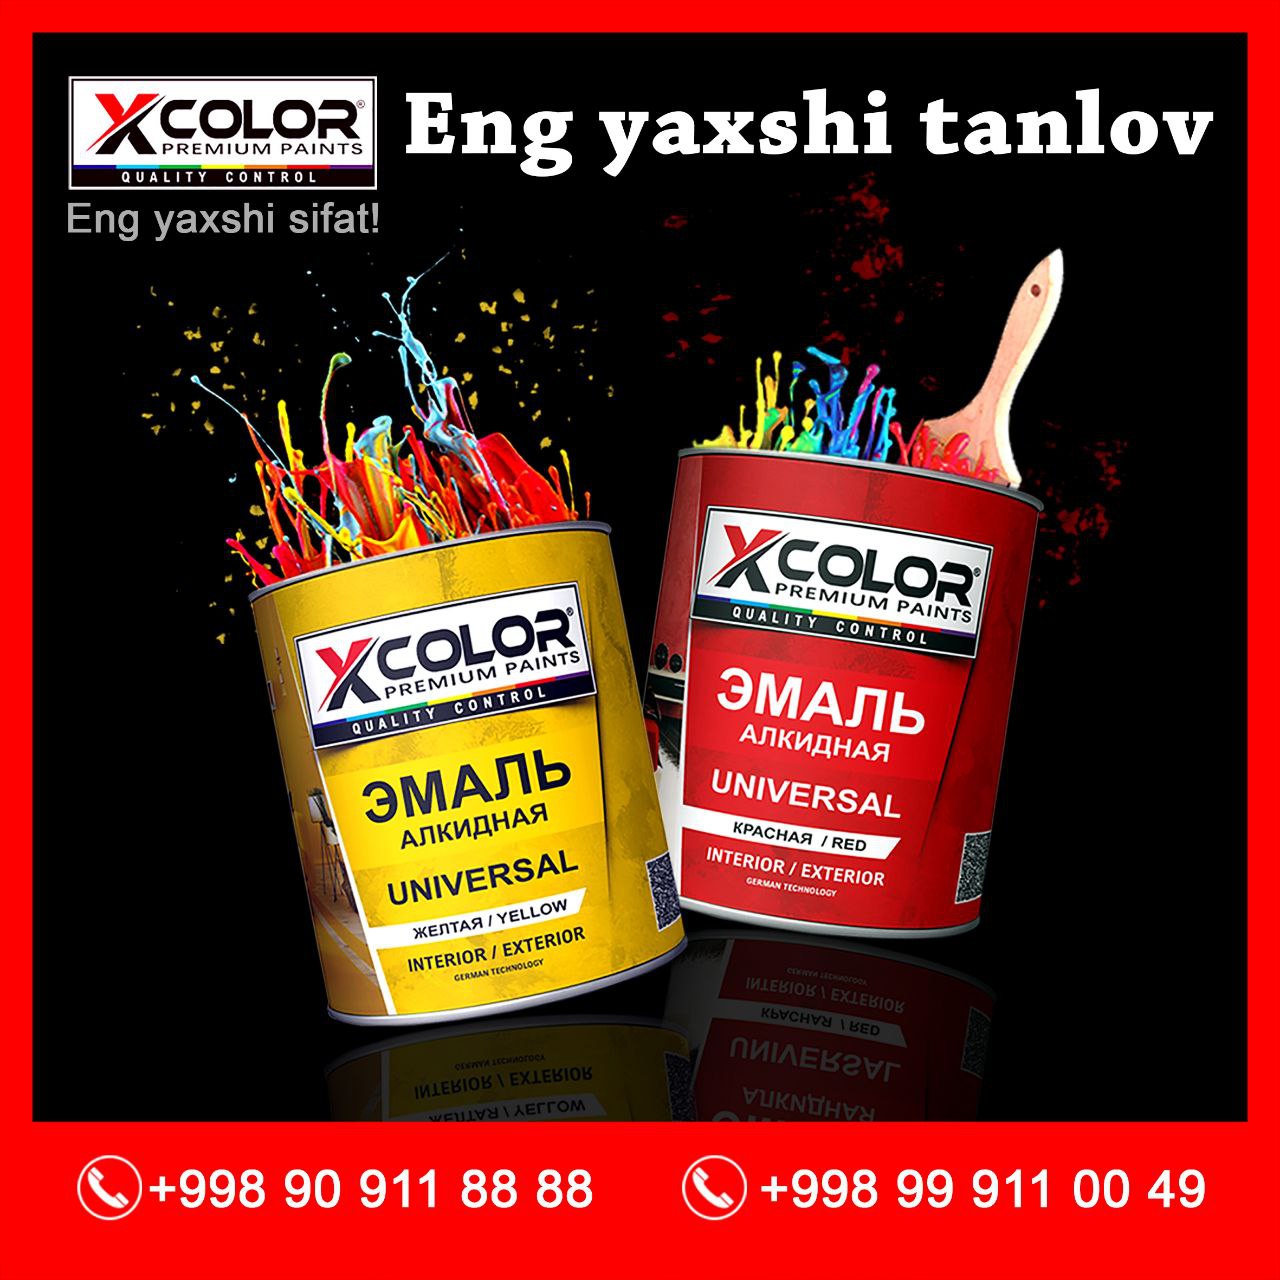 XCOLOR®
PREMIUM PAINTS
QUALITY CONTROL
Eng yaxshi sifat!
Eng yaxshi tanlov
XCOLOR®
PREMIUM PAINTS
QUALITY CONTROL
ЭМАЛЬ
АЛКИДНАЯ
UNIVERSAL
ЖЕЛТАЯ / YELLOW
INTERIOR / EXTERIOR
GERMAN TECHNOLOGY
XCOLOR®
PREMIUM PAINTS
QUALITY CONTROL
ЭМАЛЬ
АЛКИДНАЯ
UNIVERSAL
КРАСНАЯ / RED
INTERIOR / EXTERIOR
GERMAN TECHNOLOGY
+998 90 911 88 88
+998 99 911 00 49